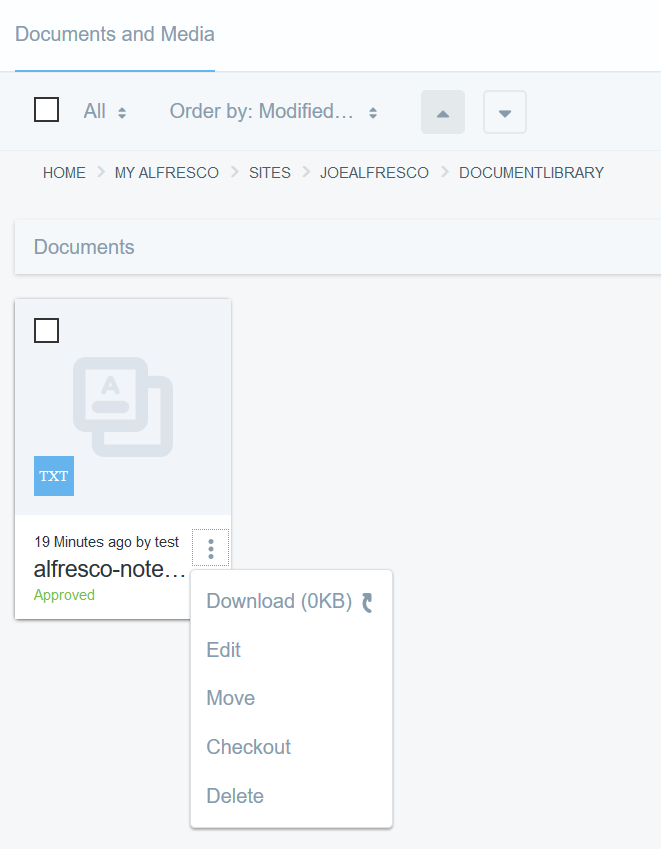 Documents and Media
All Order by: Modified...
HOME MY ALFRESCO SITES JOEALFRESCO DOCUMENTLIBRARY
Documents
A
TXT
19 Minutes ago by test
alfresco-note...
Approved
Download (0KB)
Edit
Move
Checkout
Delete